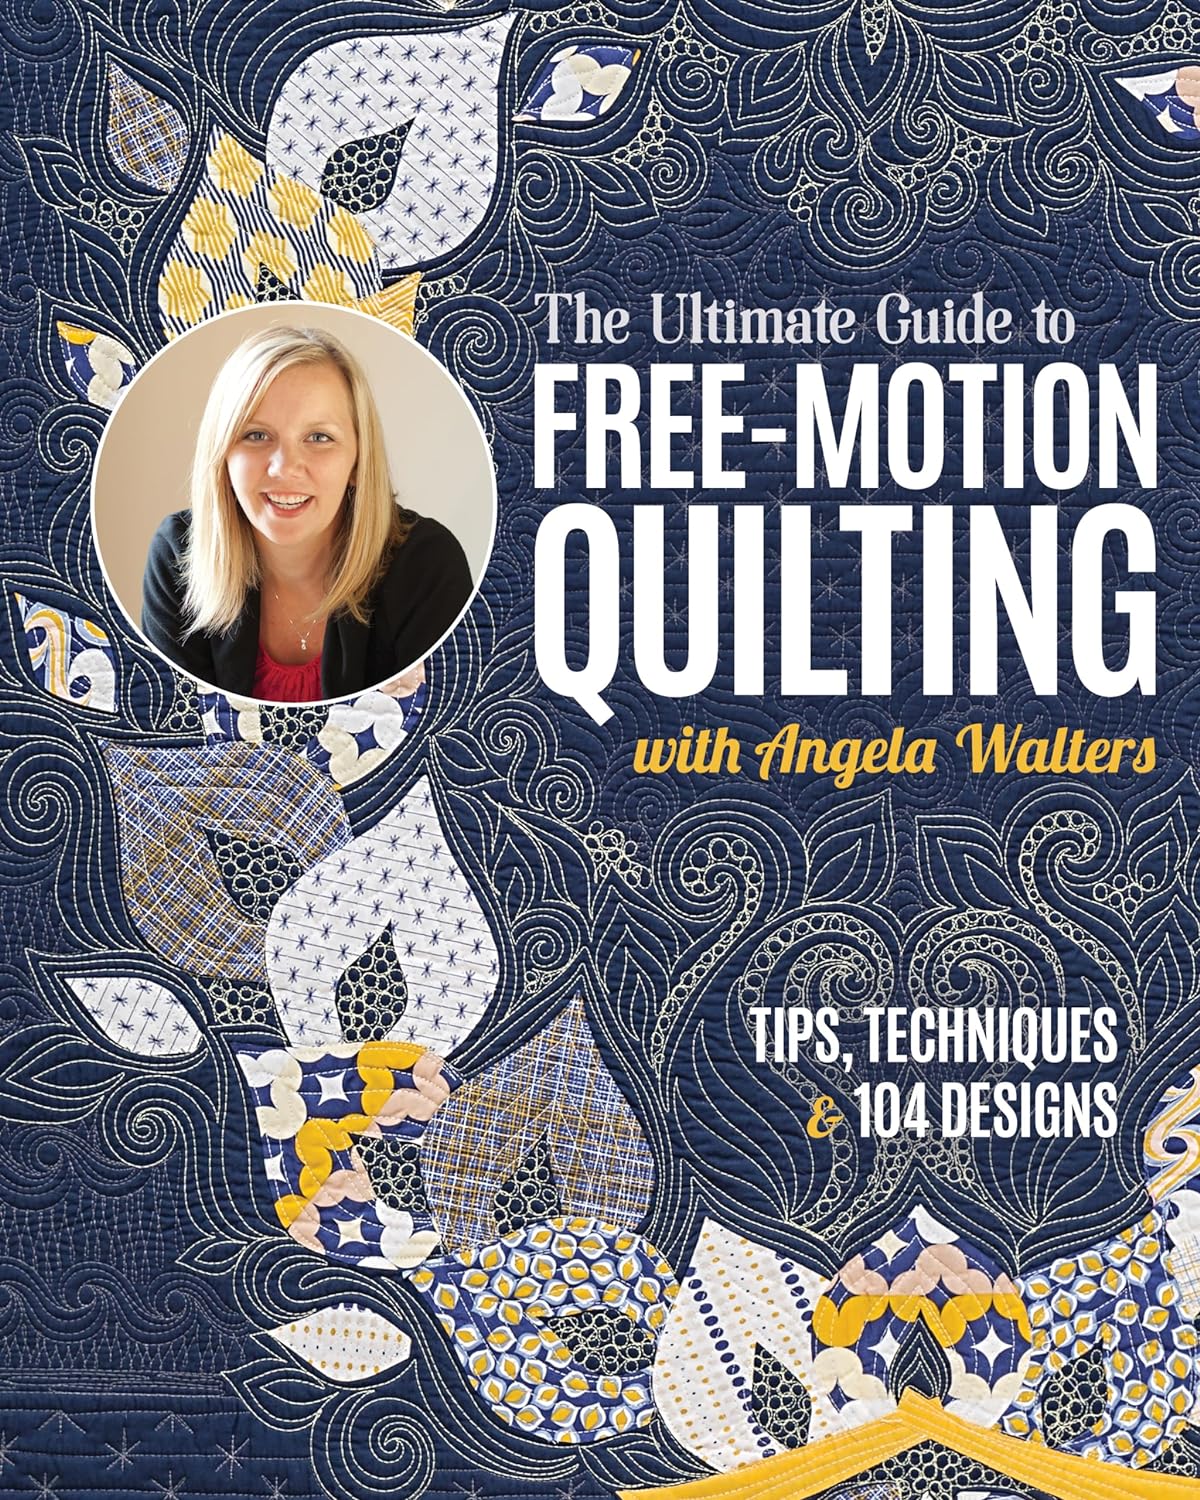 The Ultimate Guide to
FREE-MOTION
QUILTING
with Angela Walters
TIPS, TECHNIQUES
& 104 DESIGNS